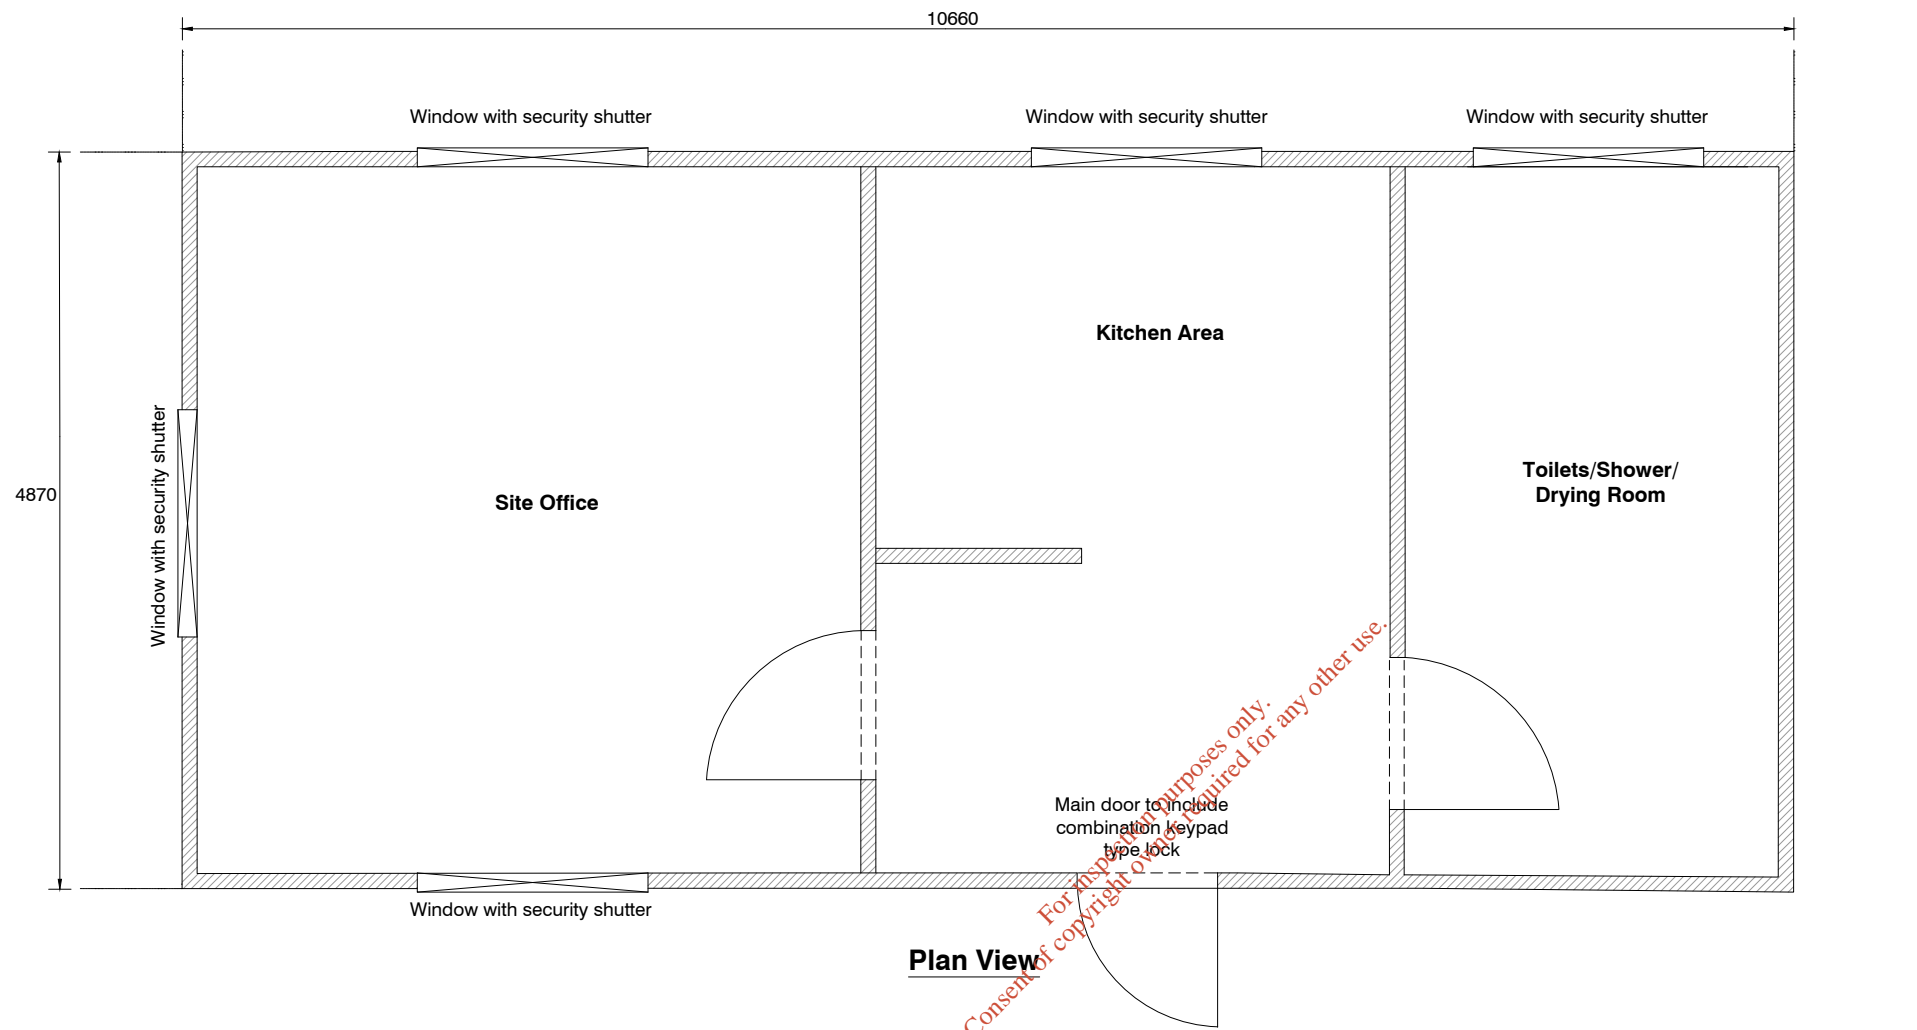 10660
Window with security shutter
Window with security shutter
Window with security shutter
Kitchen Area
Window with security shutter
4870
Site Office
Toilets/Shower/
Drying Room
Main door to include
combination keypad
type lock
For inspection purposes only.
Consent of copyright owner required for any other use.
Window with security shutter
Plan View